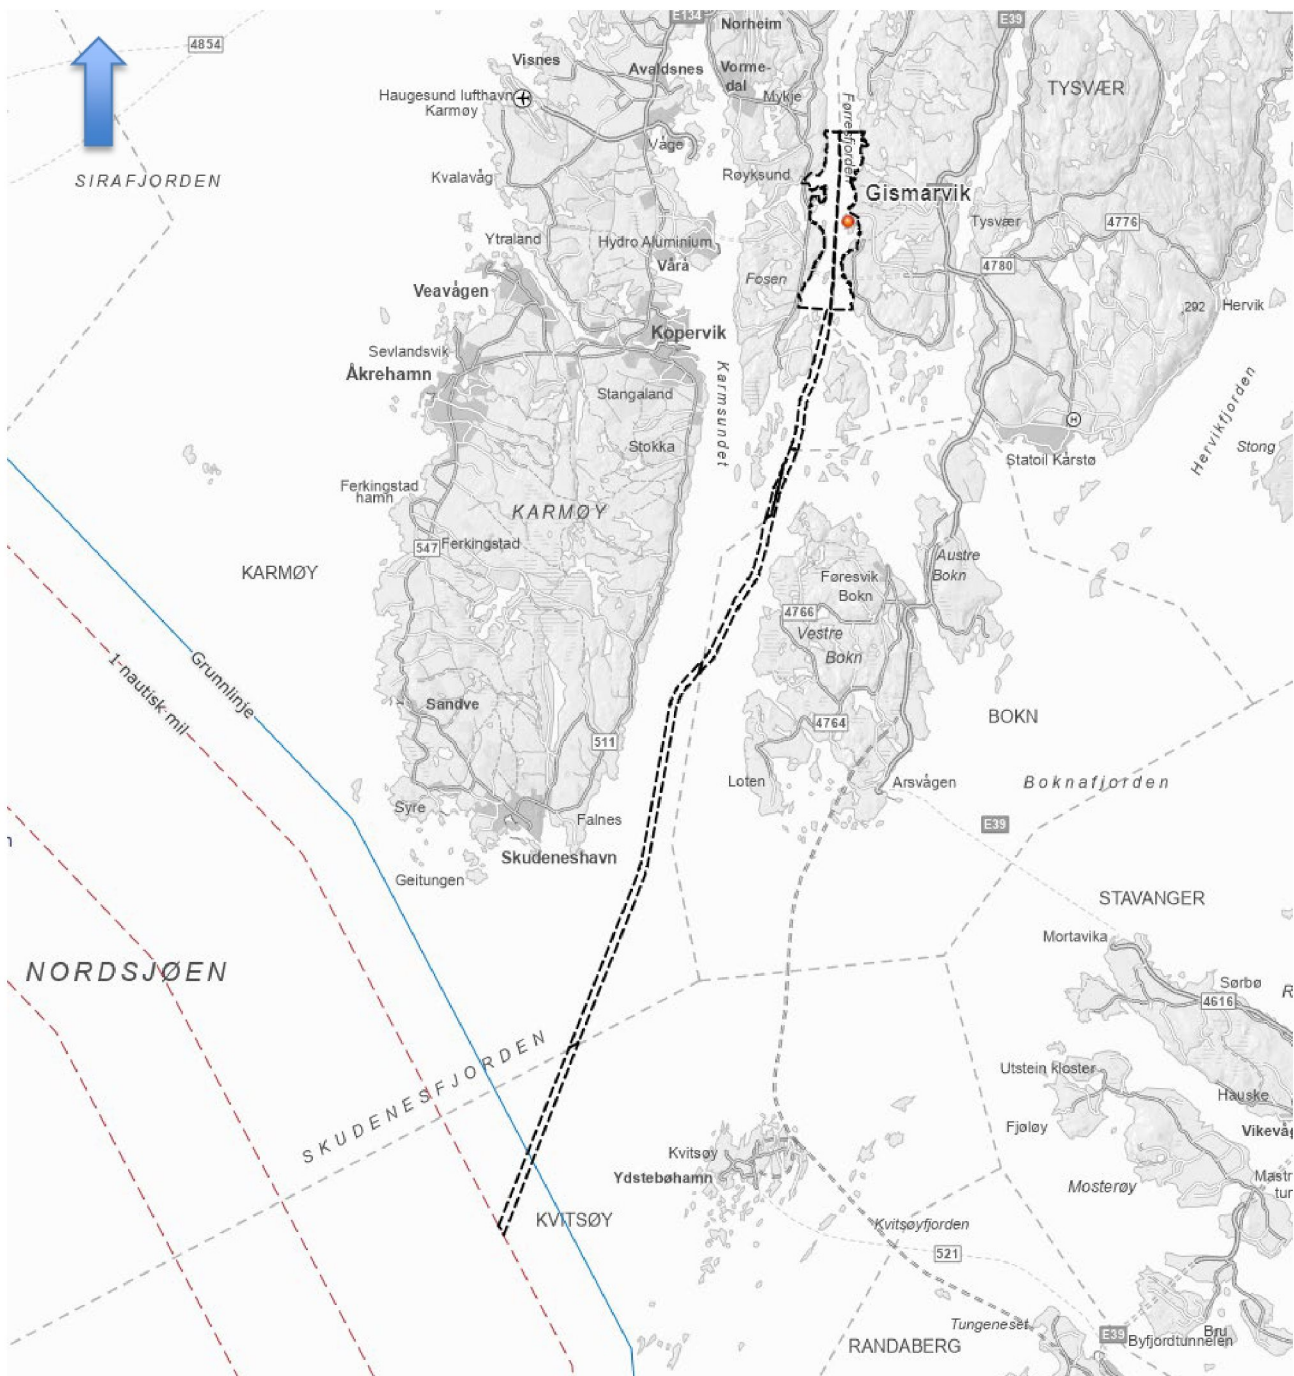 E134
Norheim
E39
4854
Visnes
Avaldsnes
Vorme-
dal
TYSVÆR
Haugesund lufthavn
Karmøy
Mykje
Førresfjorden
Våge
SIRAFJORDEN
Kvalavåg
Røyksund
Gismarvik
Tysvær
4776
Ytraland
Hydro Aluminium
Våra
4780
Fosen
Veavågen
292
Hervik
Kopervik
Sevlandsvik
Åkrehamn
Karmsundet
Stangaland
Hervikfjorden
H
Stokka
Stong
Statoil Kårstø
Ferkingstad
hamn
KARMØY
547
Ferkingstad
Austre
Bokn
KARMØY
Føresvik
Bokn
4766
Vestre
Bokn
Grunnlinje
1 nautisk mil
Sandve
BOKN
4764
511
Loten
Arsvågen
Boknafjorden
Syre
Falnes
E39
n
Skudeneshavn
Geitungen
STAVANGER
Mortavika
NORDSJØEN
Sørbø
R
4616
SKUDENESFJORDEN
Utstein kloster
Hauske
Fjøløy
Vikevåg
Kvitsøy
Ydstebøhamn
Mastr
tun
Mosterøy
KVITSØY
Kvitsøyfjorden
521
Tungeneset
E39
Bru
Byfjordtunnelen
RANDABERG